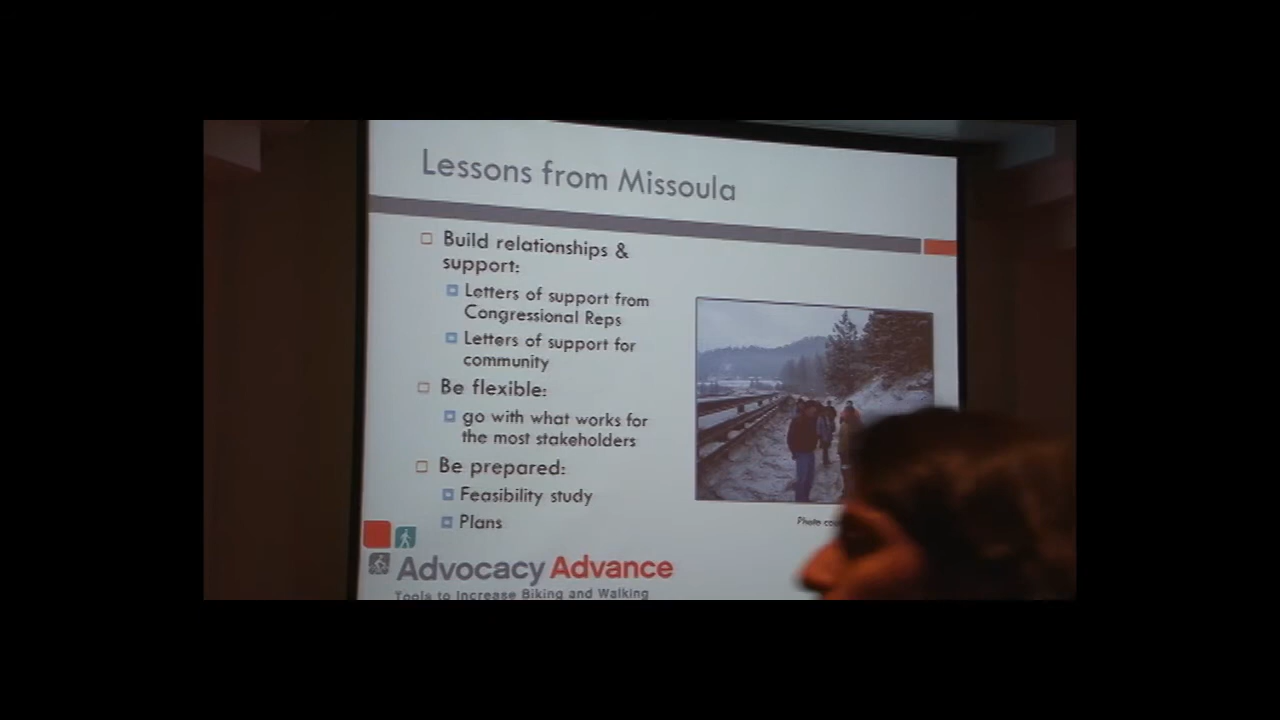 Lessons from Missoula
Build relationships &
support:
Letters of support from
Congressional Reps
Letters of support for
community
Be flexible:
go with what works for
the most stakeholders
Be prepared:
Feasibility study
Plans
Photo
Advocacy Advance
Tools to Increase Biking and Walking